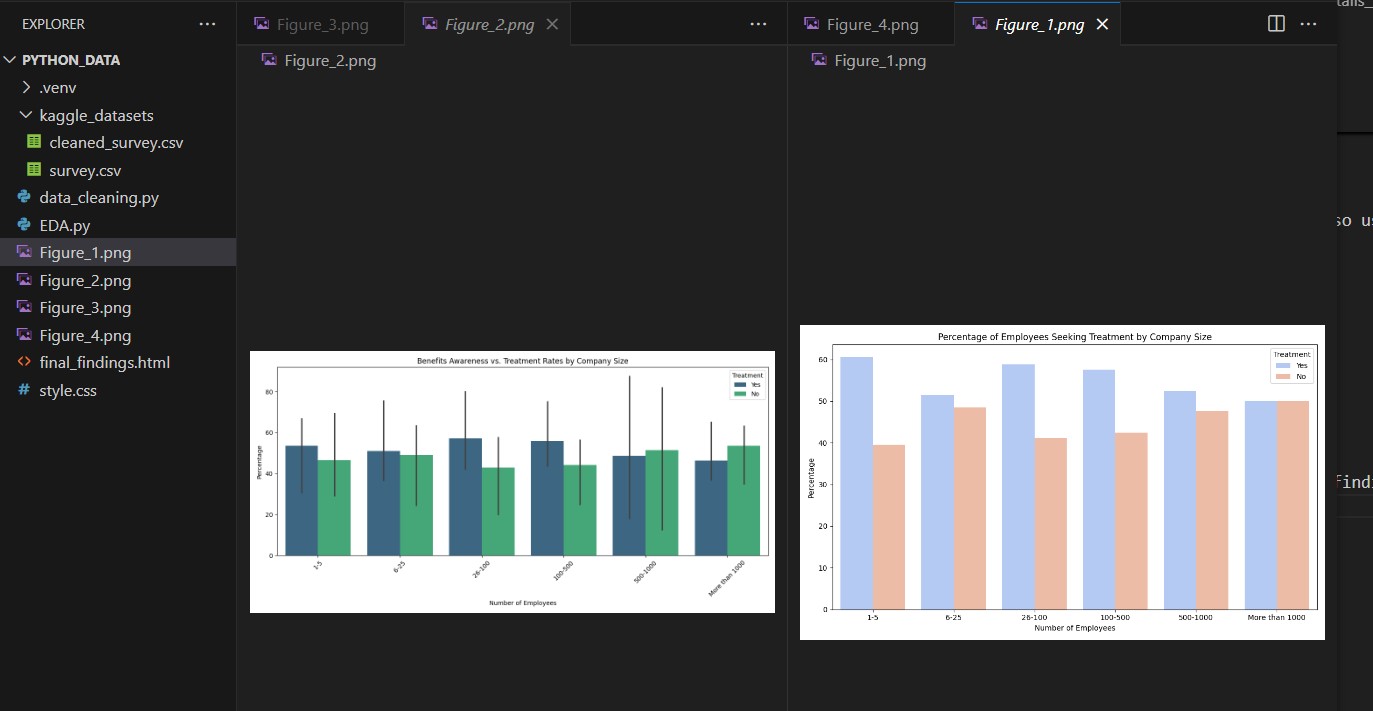 EXPLORER
PYTHON_DATA
.venv
kaggle_datasets
cleaned_survey.csv
survey.csv
data_cleaning.py
EDA.py
Figure_1.png
Figure_2.png
Figure_3.png
Figure_4.png
final_findings.html
style.css
Figure_3.png
Figure_2.png
Figure_2.png
Benefits Awareness vs. Treatment Rates by Company Size
Treatment
Yes
No
Percentage
80
60
40
20
0
1-5
6-25
26-100
100-500
500-1000
More than 1000
Number of Employees
Figure_4.png
Figure_1.png
Figure_1.png
Percentage of Employees Seeking Treatment by Company Size
Treatment
Yes
No
Percentage
60
50
40
30
20
10
0
1-5
6-25
26-100
100-500
500-1000
More than 1000
Number of Employees
so u